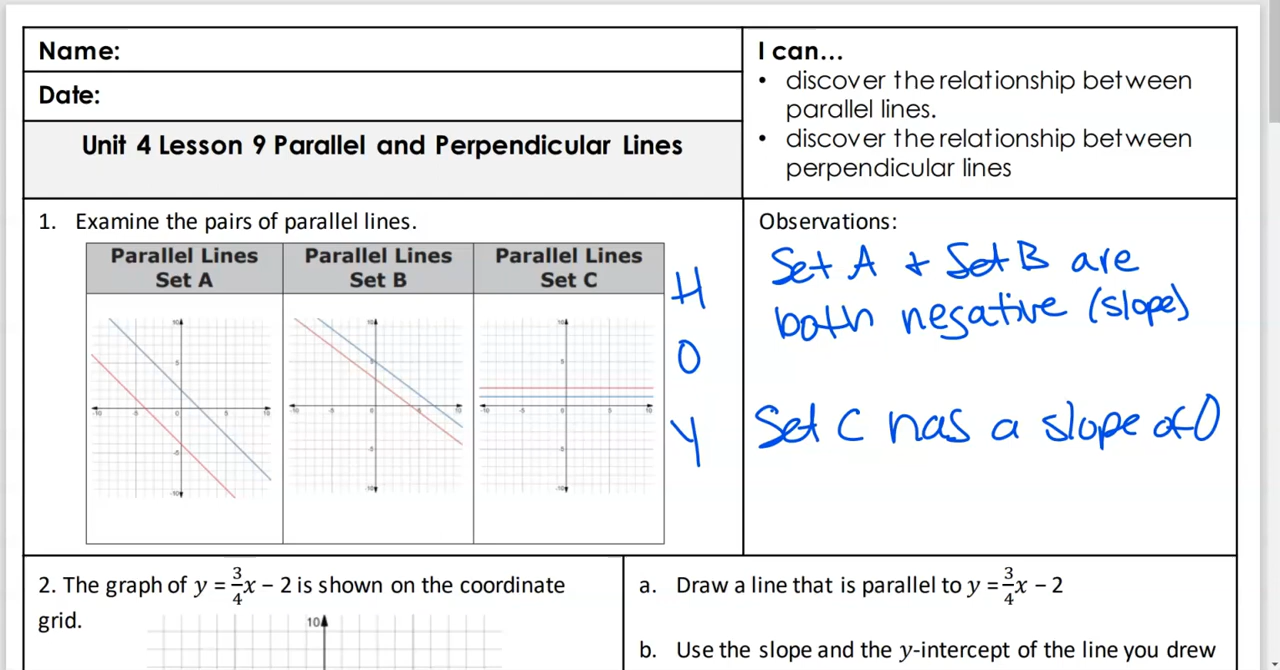 Name:
Date:
Unit 4 Lesson 9 Parallel and Perpendicular Lines
I can...
• discover the relationship between
parallel lines.
• discover the relationship between
perpendicular lines
1. Examine the pairs of parallel lines.
Parallel Lines
Set A
Parallel Lines
Set B
Parallel Lines
Set C
H
O
Y
Observations:
Set A + Set B are
both negative (slope)
Set C has a slope of 0
2. The graph of y = 3/4 x − 2 is shown on the coordinate
grid.
10
a. Draw a line that is parallel to y = 3/4 x − 2
b. Use the slope and the y-intercept of the line you drew